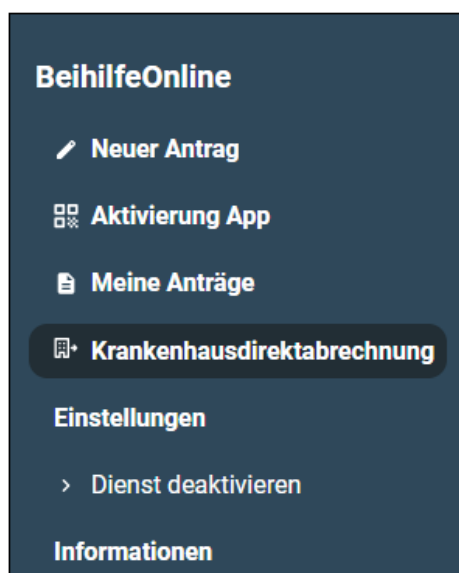 BeihilfeOnline
Neuer Antrag
Aktivierung App
Meine Anträge
Krankenhausdirektabrechnung
Einstellungen
Dienst deaktivieren
Informationen